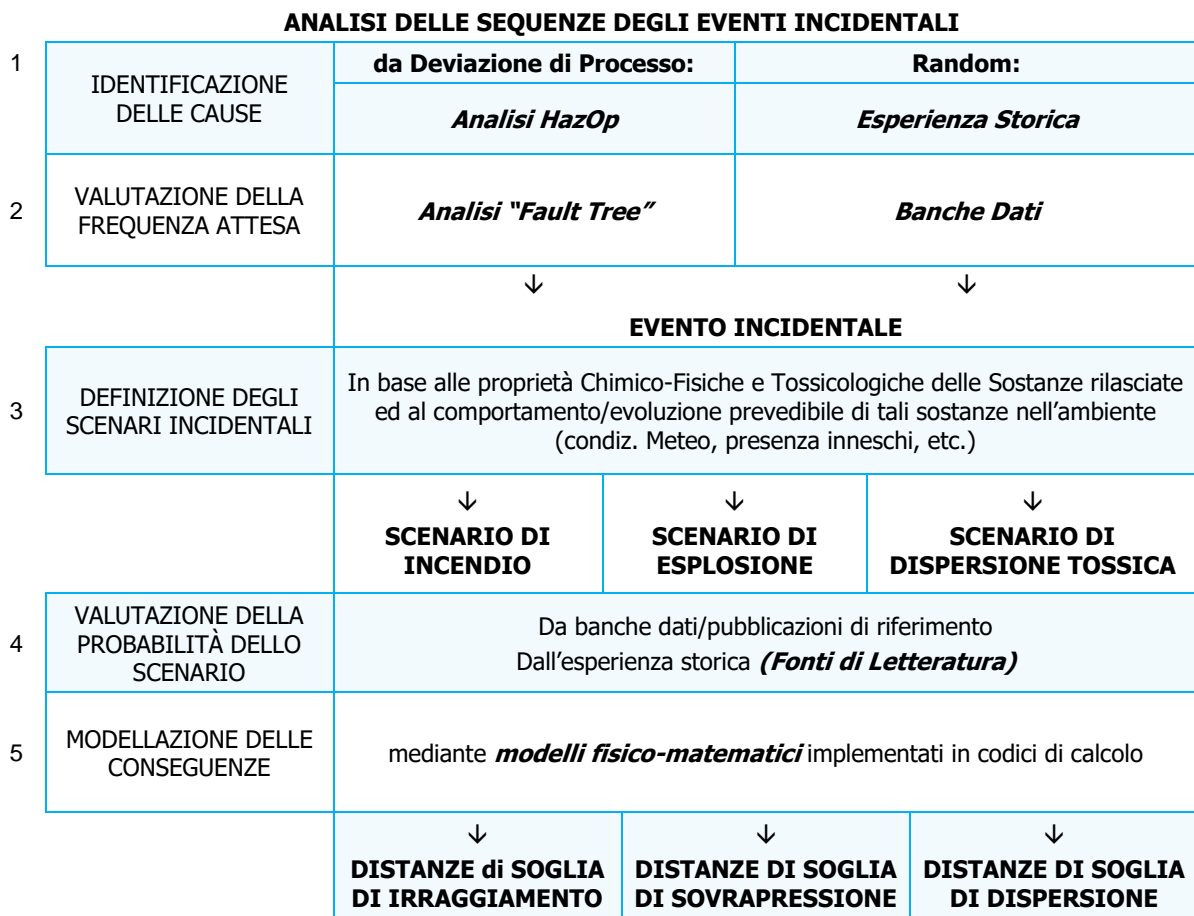 ANALISI DELLE SEQUENZE DEGLI EVENTI INCIDENTALI
1
IDENTIFICAZIONE
DELLE CAUSE
da Deviazione di Processo:
Random:
Analisi HazOp
Esperienza Storica
2
VALUTAZIONE DELLA
FREQUENZA ATTESA
Analisi “Fault Tree”
Banche Dati
↓
↓
EVENTO INCIDENTALE
3
DEFINIZIONE DEGLI
SCENARI INCIDENTALI
In base alle proprietà Chimico-Fisiche e Tossicologiche delle Sostanze rilasciate
ed al comportamento/evoluzione prevedibile di tali sostanze nell’ambiente
(condiz. Meteo, presenza inneschi, etc.)
↓
SCENARIO DI
INCENDIO
↓
SCENARIO DI
ESPLOSIONE
↓
SCENARIO DI
DISPERSIONE TOSSICA
4
VALUTAZIONE DELLA
PROBABILITÀ DELLO
SCENARIO
Da banche dati/pubblicazioni di riferimento
Dall’esperienza storica (Fonti di Letteratura)
5
MODELLAZIONE DELLE
CONSEGUENZE
mediante modelli fisico-matematici implementati in codici di calcolo
↓
DISTANZE di SOGLIA
DI IRRAGGIAMENTO
↓
DISTANZE DI SOGLIA
DI SOVRAPRESSIONE
↓
DISTANZE DI SOGLIA
DI DISPERSIONE